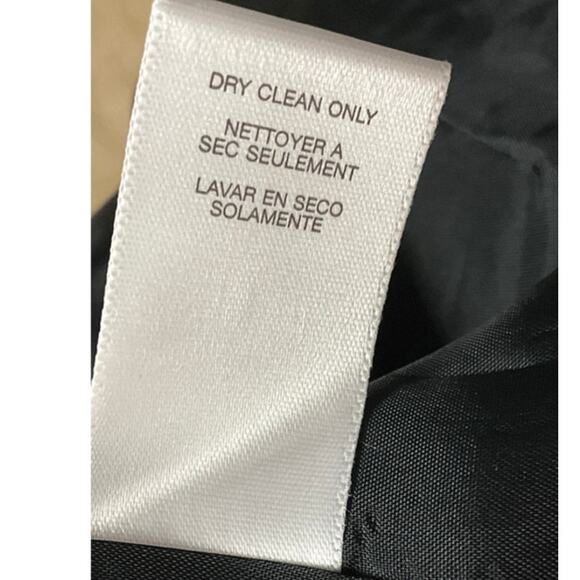 DRY CLEAN ONLY
NETTOYER A
SEC SEULEMENT
LAVAR EN SECO
SOLAMENTE